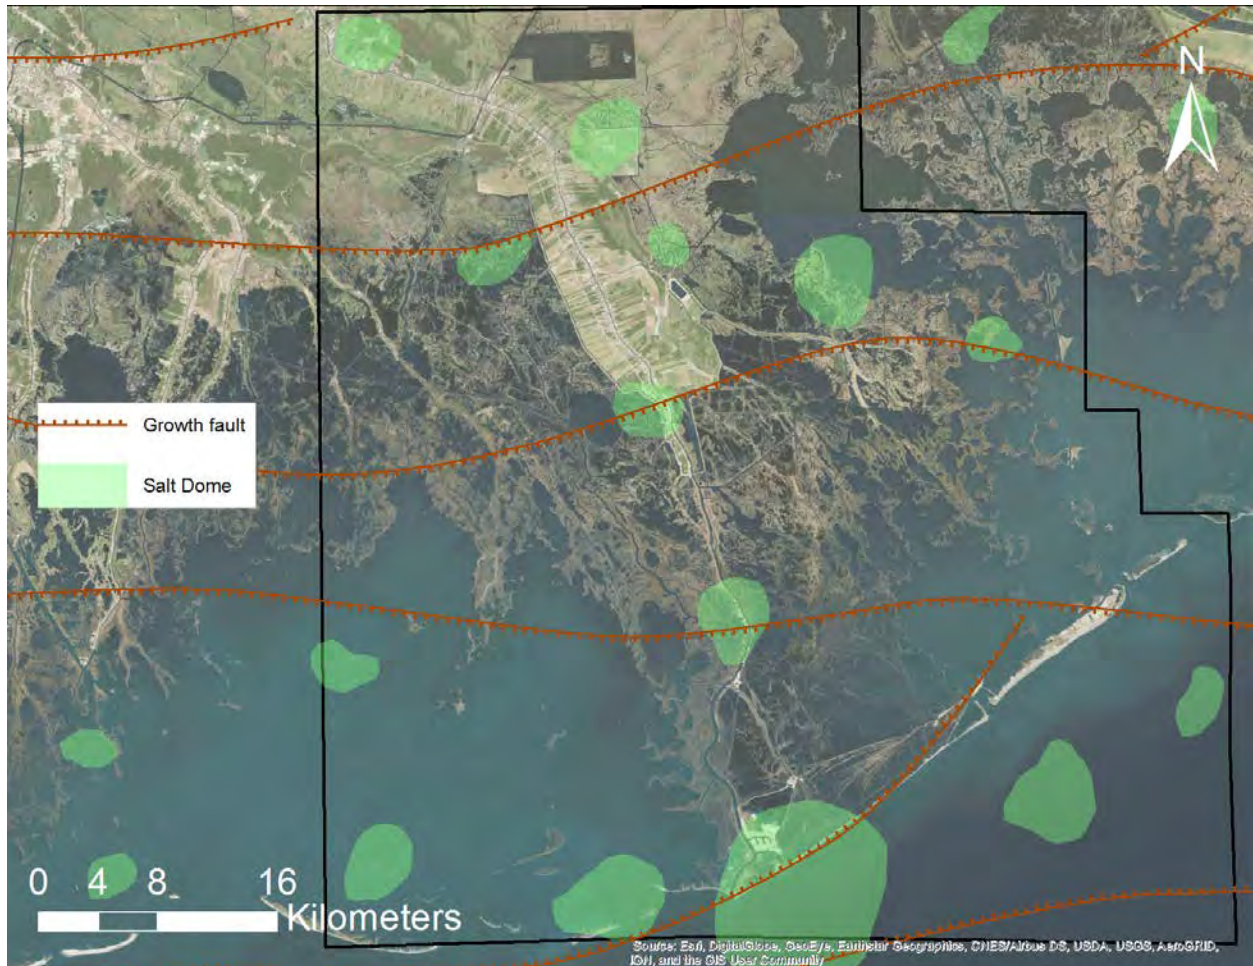 N
Growth fault
Salt Dome
0 4 8 16
Kilometers
Source: Esri, DigitalGlobe, GeoEye, Earthstar Geographics, CNES/Airbus DS, USDA, USGS, AeroGRID,
IGN, and the GIS User Community